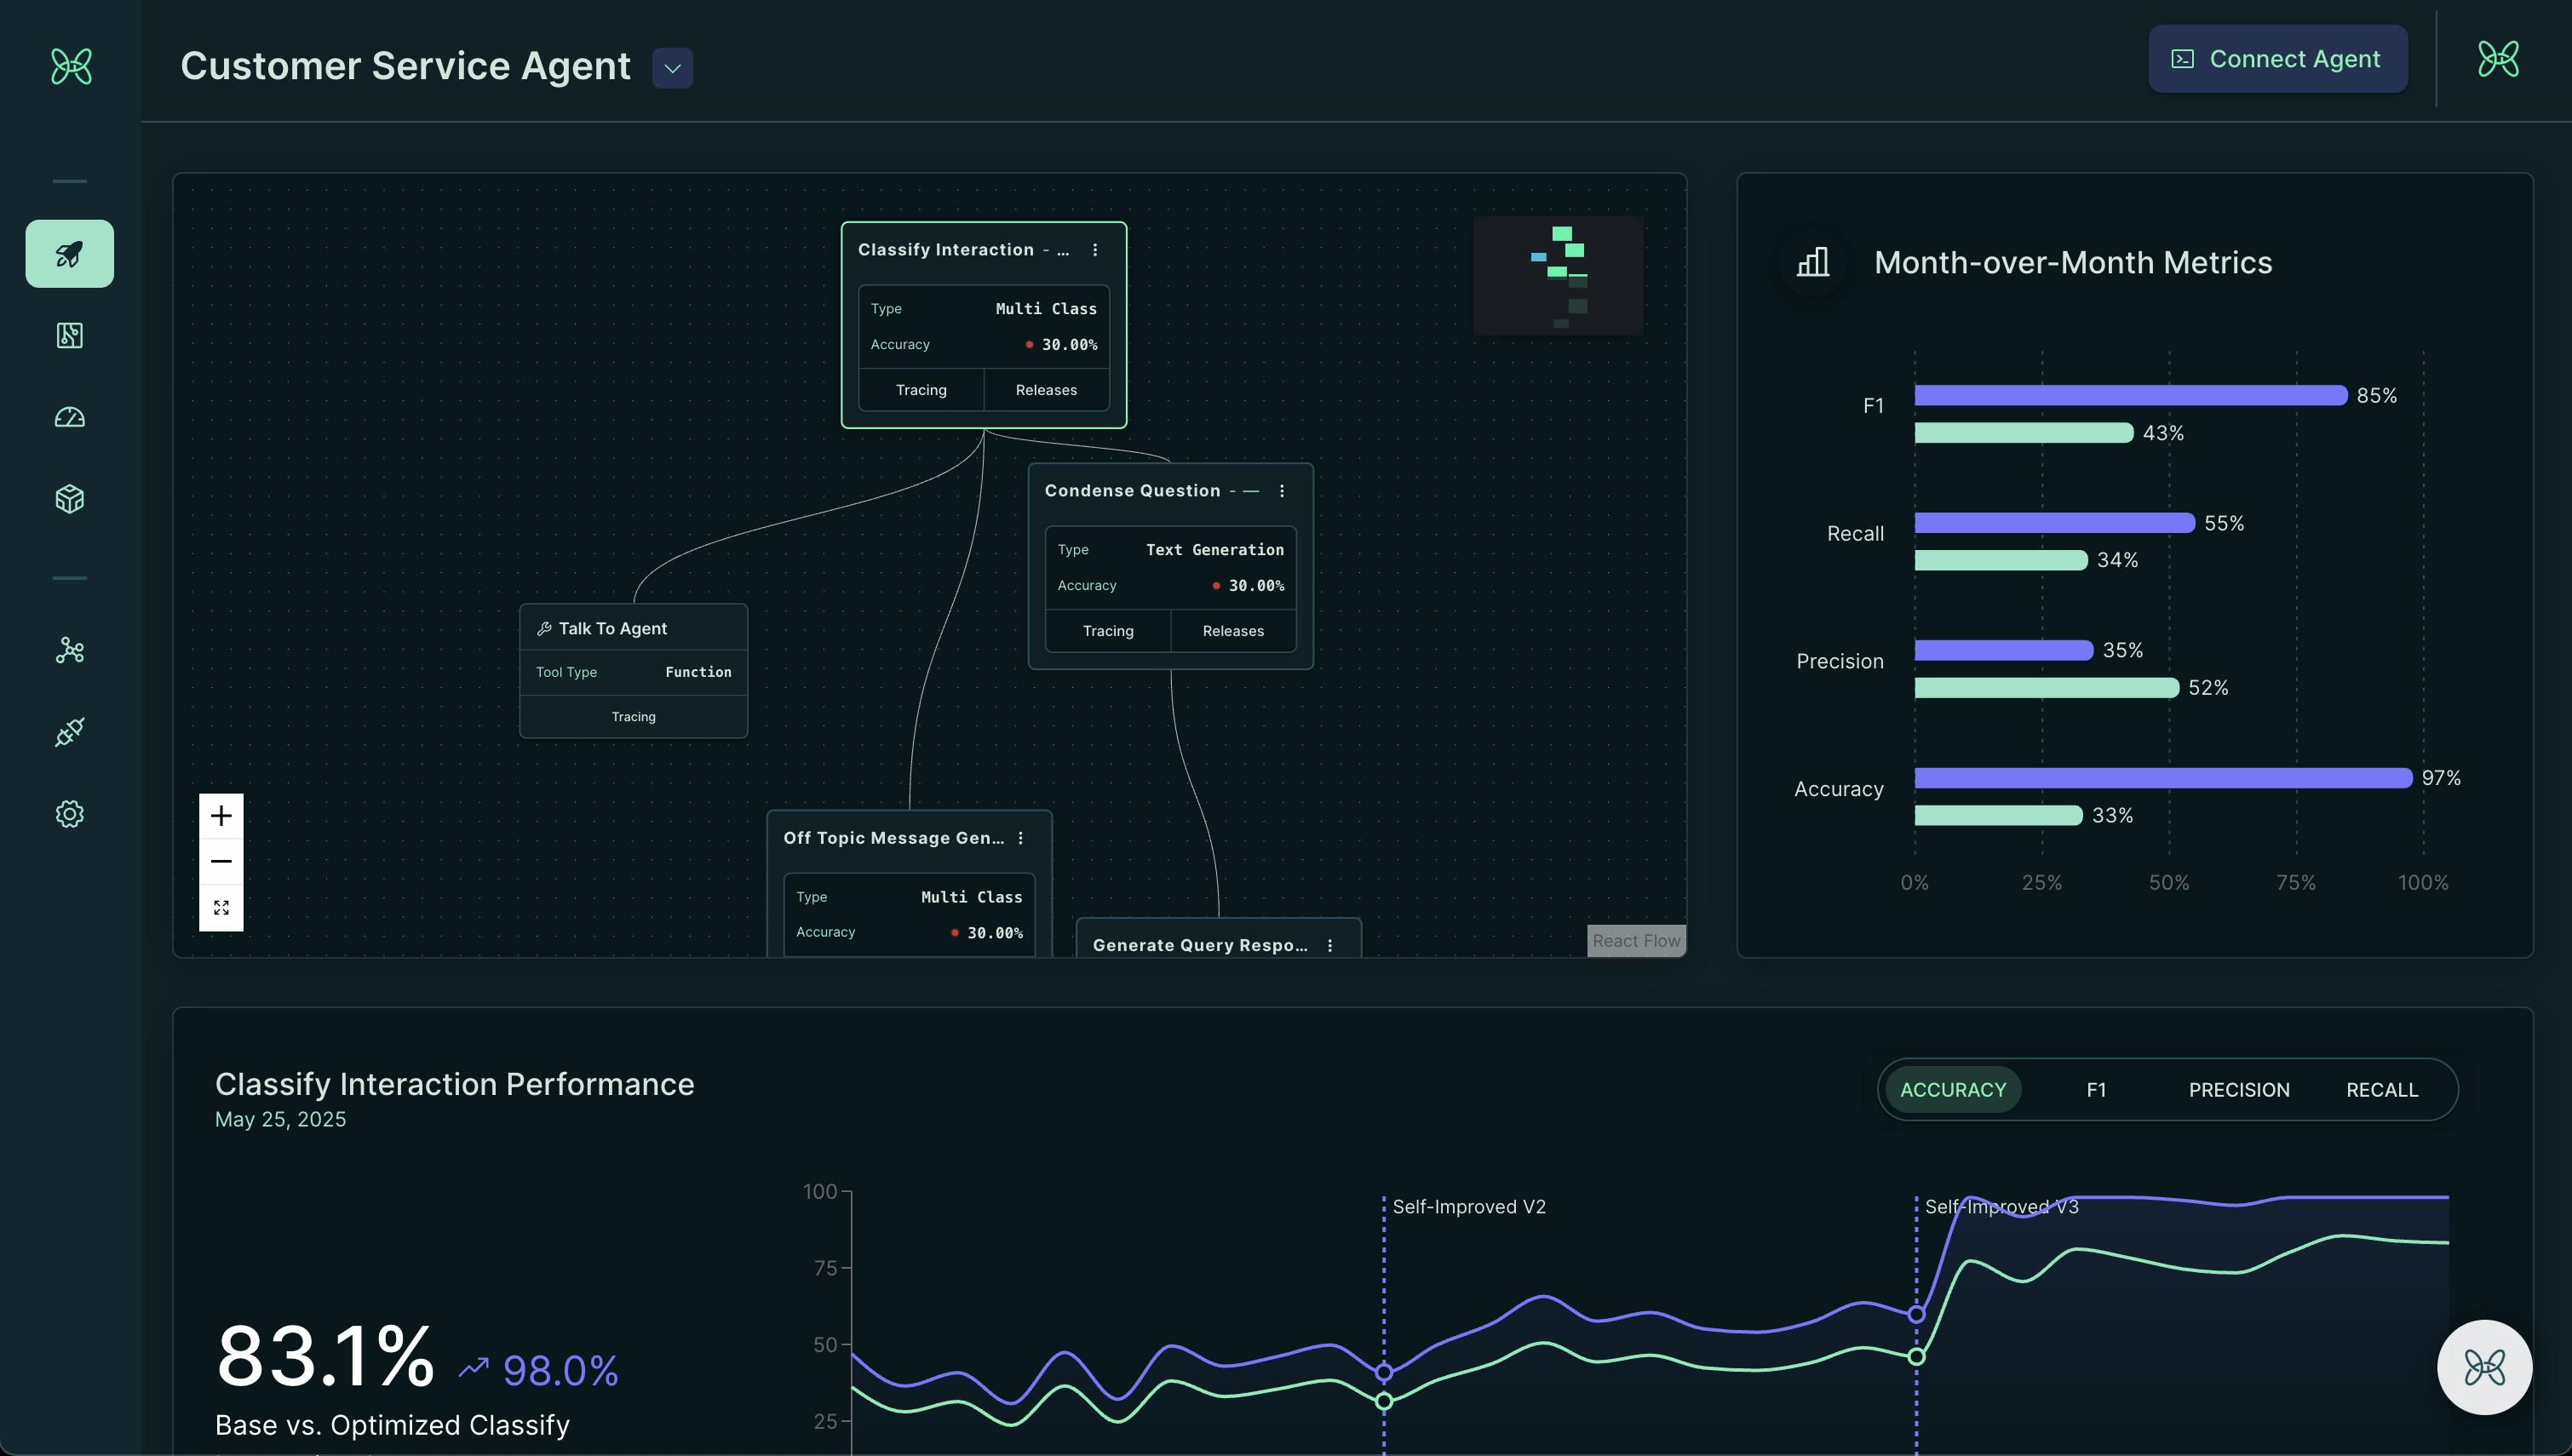 Customer Service Agent
Connect Agent
Classify Interaction - ...
Type Multi Class
Accuracy 30.00%
Tracing Releases
Condense Question - —
Type Text Generation
Accuracy 30.00%
Tracing Releases
Talk To Agent
Tool Type Function
Tracing
Off Topic Message Gen...
Type Multi Class
Accuracy 30.00%
Generate Query Respo...
React Flow
Month-over-Month Metrics
F1 85%
43%
Recall 55%
34%
Precision 35%
52%
Accuracy 97%
33%
0% 25% 50% 75% 100%
Classify Interaction Performance
May 25, 2025
ACCURACY F1 PRECISION RECALL
83.1% 98.0%
Base vs. Optimized Classify
100
75
50
25
Self-Improved V2
Self-Improved V3